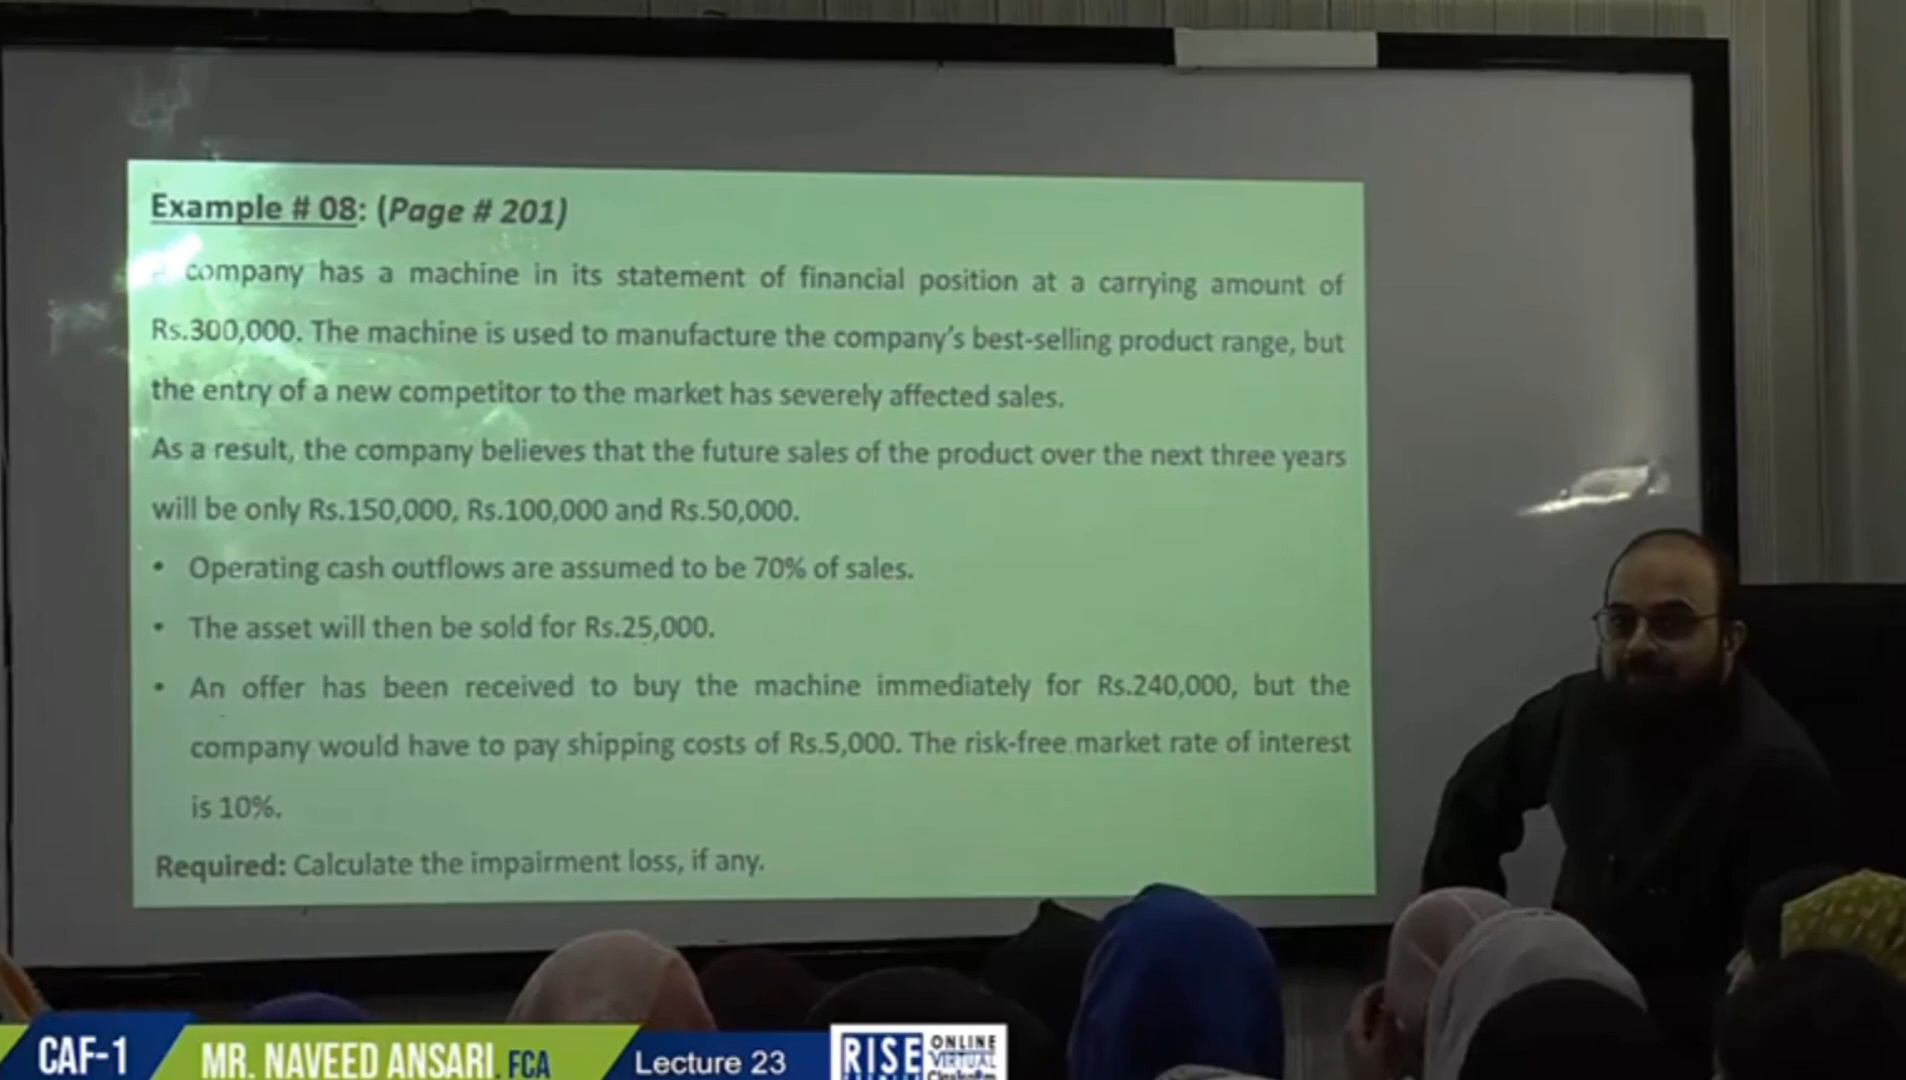 Example # 08: (Page # 201)
company has a machine in its statement of financial position at a carrying amount of
Rs.300,000. The machine is used to manufacture the company's best-selling product range, but
the entry of a new competitor to the market has severely affected sales.
As a result, the company believes that the future sales of the product over the next three years
will be only Rs.150,000, Rs.100,000 and Rs.50,000.
• Operating cash outflows are assumed to be 70% of sales.
• The asset will then be sold for Rs.25,000.
• An offer has been received to buy the machine immediately for Rs.240,000, but the
company would have to pay shipping costs of Rs.5,000. The risk-free market rate of interest
is 10%.
Required: Calculate the impairment loss, if any.
CAF-1
MR. NAVEED ANSARI, FCA
Lecture 23
RISE
ONLINE
VIRTUAL